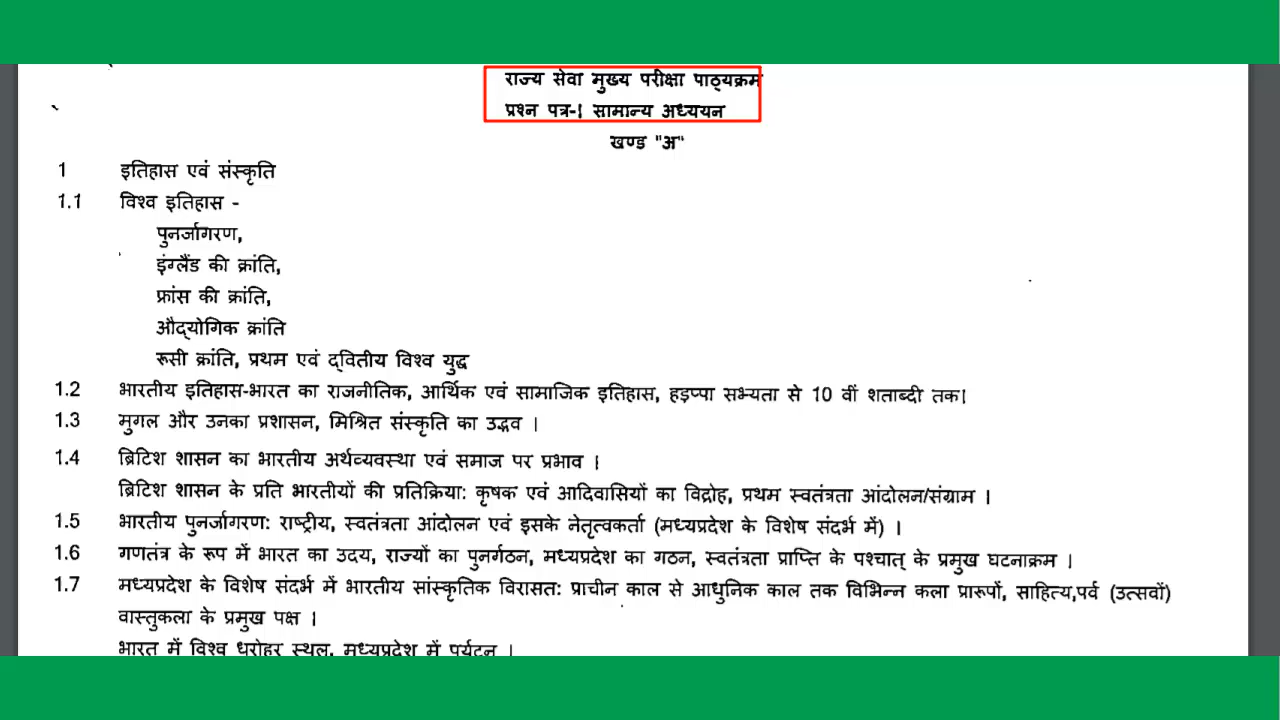 राज्य सेवा मुख्य परीक्षा पाठ्यक्रम
प्रश्न पत्र-I सामान्य अध्ययन
खण्ड "अ"
1 इतिहास एवं संस्कृति
1.1 विश्व इतिहास -
पुनर्जागरण,
इंग्लैंड की क्रांति,
फ्रांस की क्रांति,
औद्योगिक क्रांति
रूसी क्रांति, प्रथम एवं द्वितीय विश्व युद्ध
1.2 भारतीय इतिहास-भारत का राजनीतिक, आर्थिक एवं सामाजिक इतिहास, हड़प्पा सभ्यता से 10 वीं शताब्दी तक।
1.3 मुगल और उनका प्रशासन, मिश्रित संस्कृति का उद्भव ।
1.4 ब्रिटिश शासन का भारतीय अर्थव्यवस्था एवं समाज पर प्रभाव ।
ब्रिटिश शासन के प्रति भारतीयों की प्रतिक्रिया: कृषक एवं आदिवासियों का विद्रोह, प्रथम स्वतंत्रता आंदोलन/संग्राम ।
1.5 भारतीय पुनर्जागरण: राष्ट्रीय, स्वतंत्रता आंदोलन एवं इसके नेतृत्वकर्ता (मध्यप्रदेश के विशेष संदर्भ में) ।
1.6 गणतंत्र के रूप में भारत का उदय, राज्यों का पुनर्गठन, मध्यप्रदेश का गठन, स्वतंत्रता प्राप्ति के पश्चात् के प्रमुख घटनाक्रम ।
1.7 मध्यप्रदेश के विशेष संदर्भ में भारतीय सांस्कृतिक विरासत: प्राचीन काल से आधुनिक काल तक विभिन्न कला प्रारूपों, साहित्य,पर्व (उत्सवों)
वास्तुकला के प्रमुख पक्ष ।
भारत में विश्व धरोहर स्थल, मध्यप्रदेश में पर्यटन ।